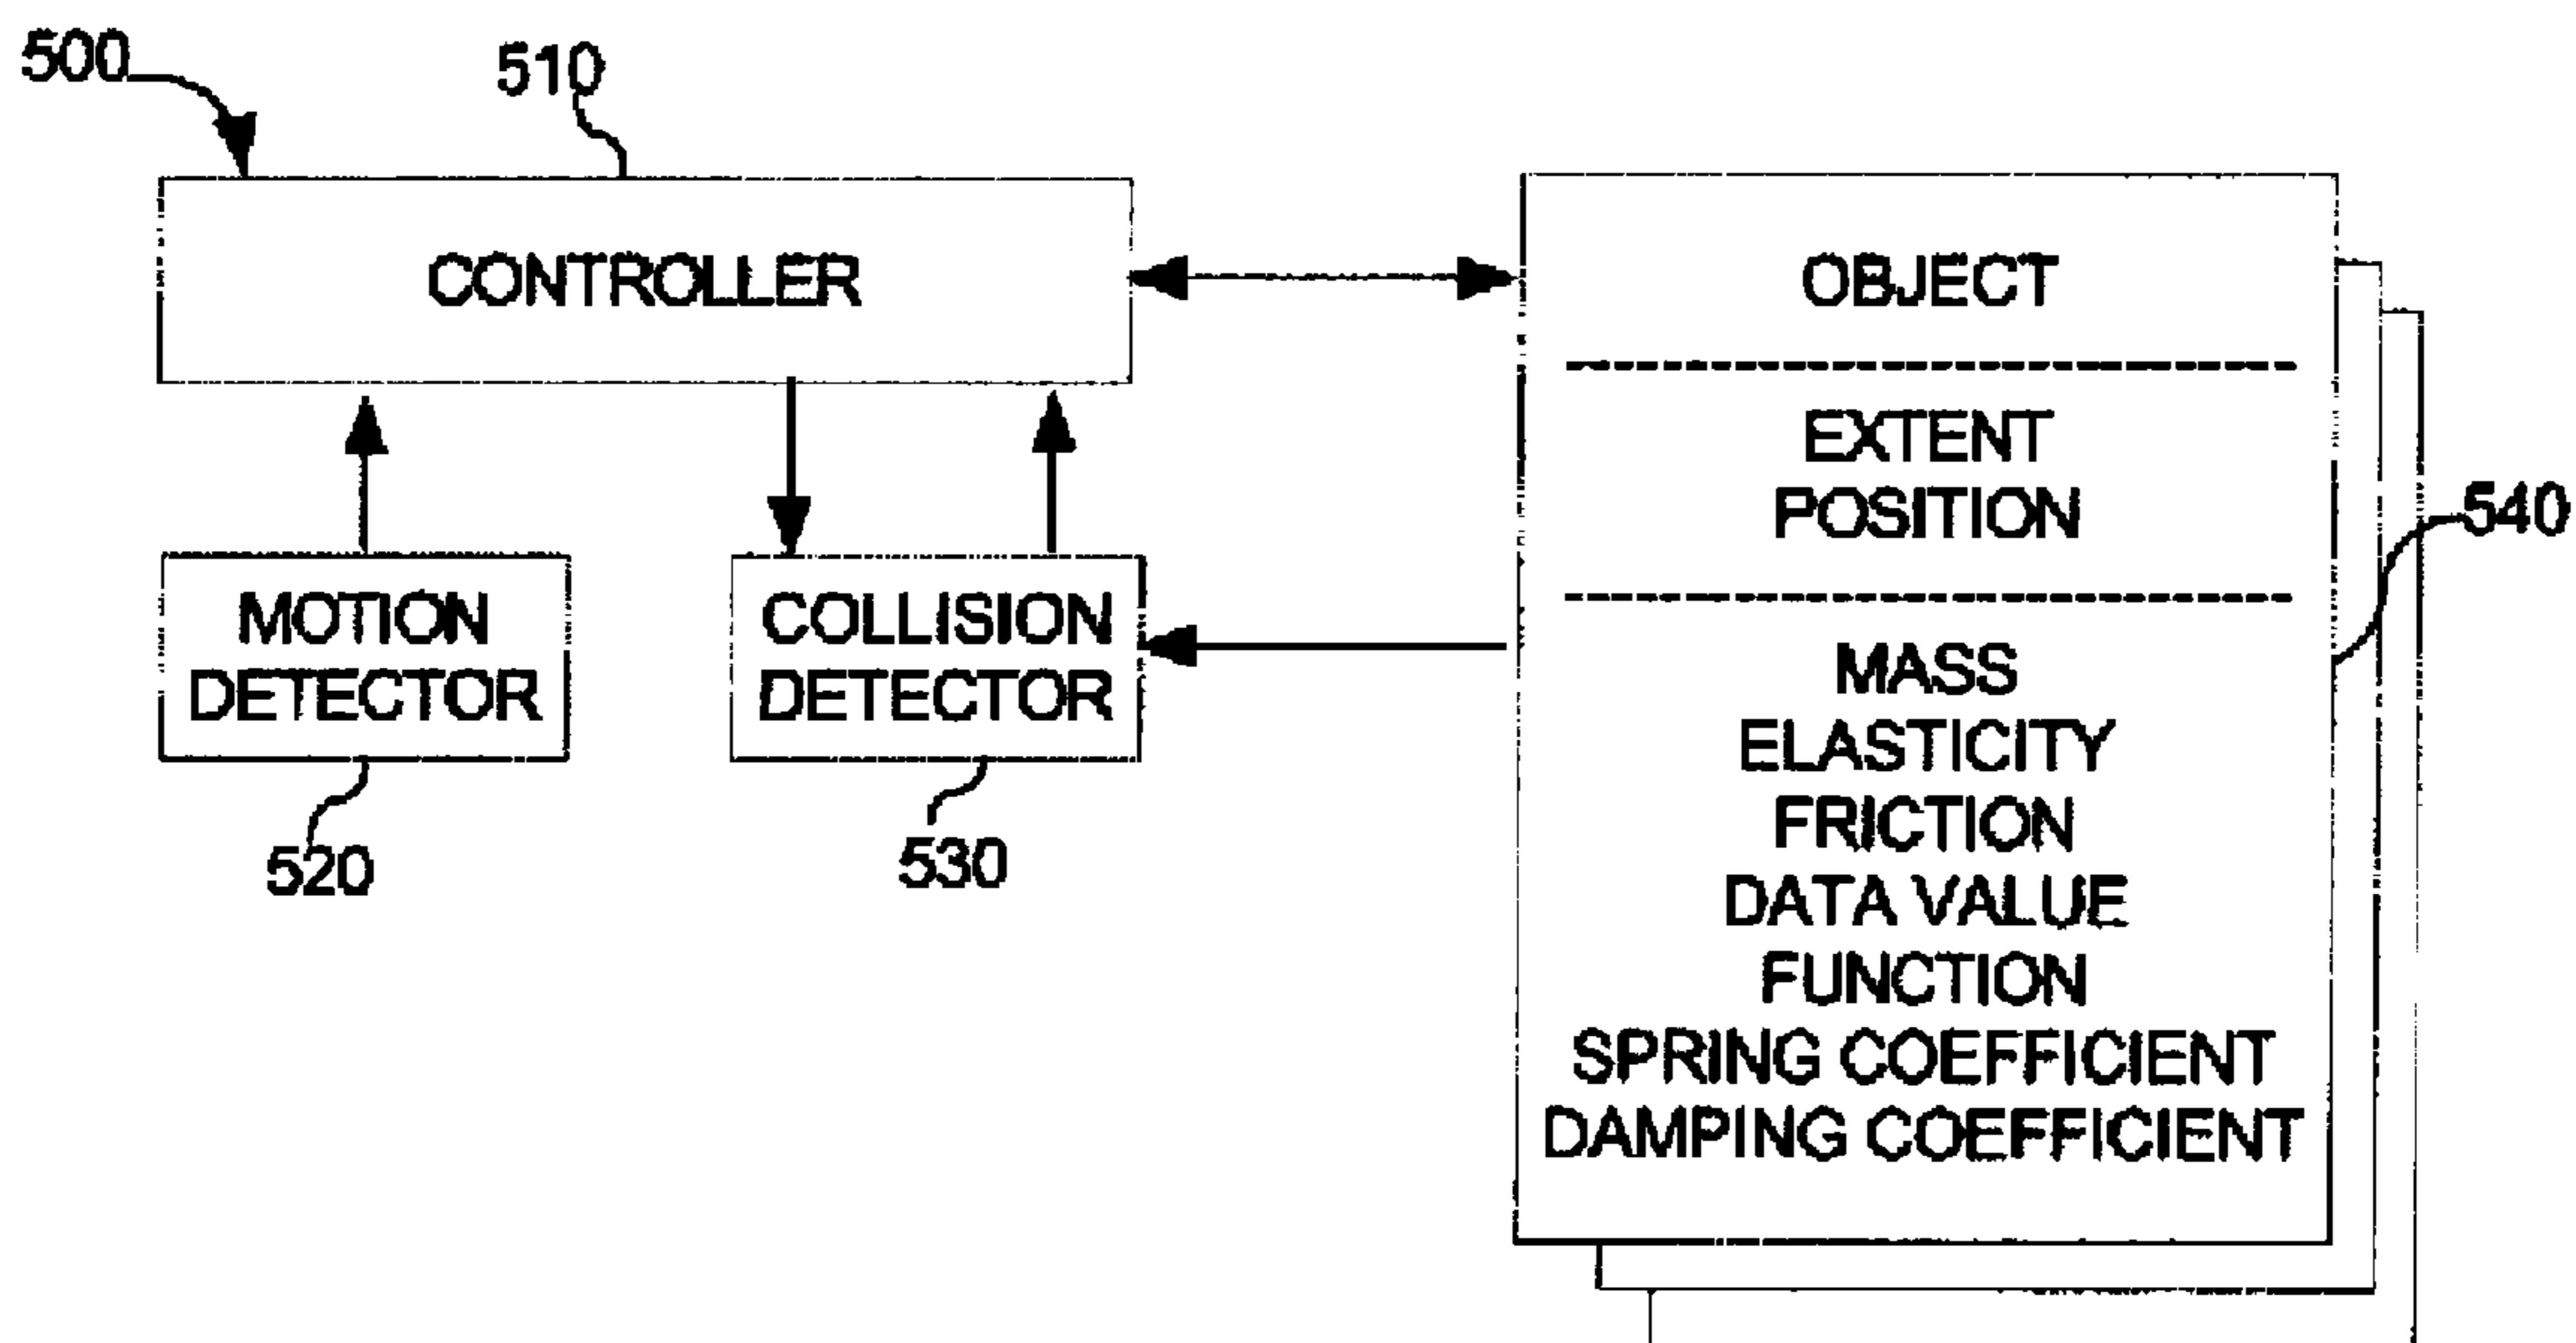 500
510
CONTROLLER
MOTION
DETECTOR
520
COLLISION
DETECTOR
530
OBJECT
EXTENT
POSITION
540
MASS
ELASTICITY
FRICTION
DATA VALUE
FUNCTION
SPRING COEFFICIENT
DAMPING COEFFICIENT